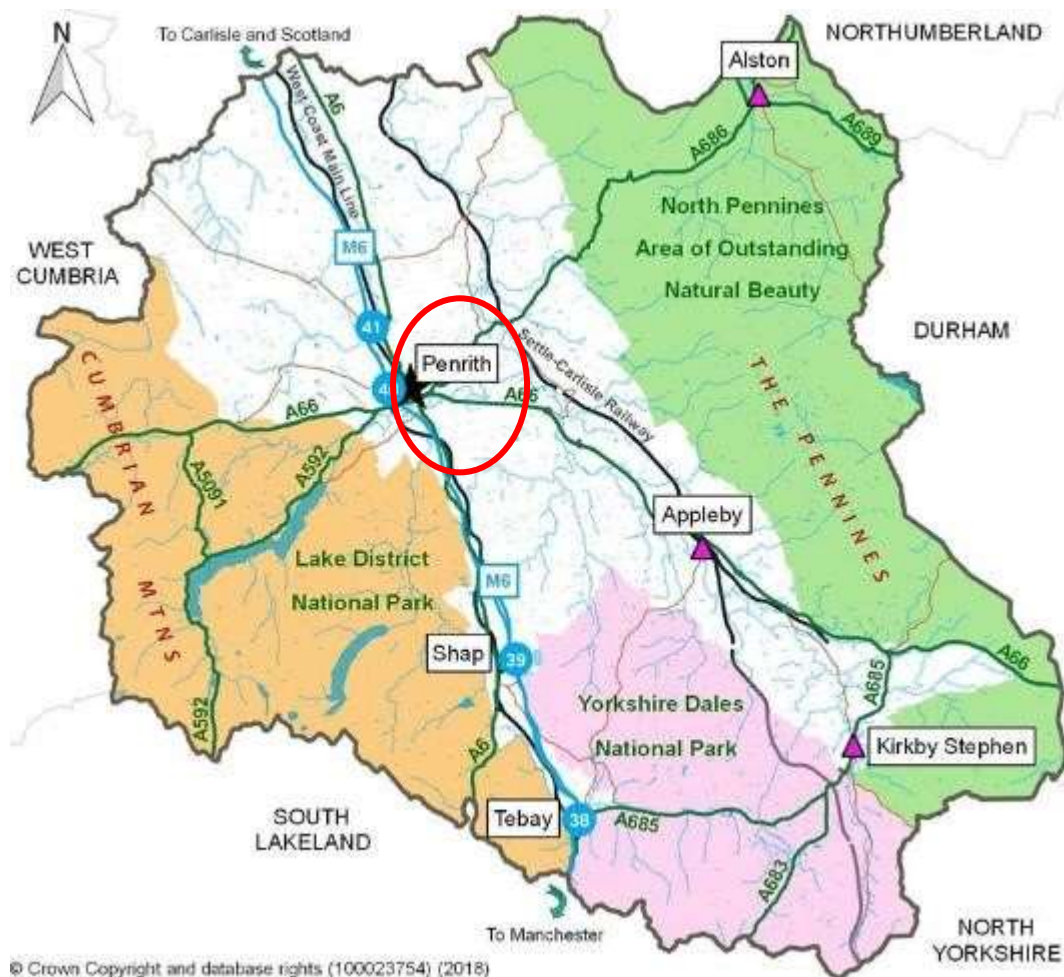 N
To Carlisle and Scotland
NORTHUMBERLAND
Alston
West Coast Main Line
A6
A686
A689
North Pennines
Area of Outstanding
Natural Beauty
WEST
CUMBRIA
M6
DURHAM
41
Penrith
Settle-Carlisle Railway
40
A66
A66
CUMBRIAN
MTNS
THE PENNINES
A592
A5091
Appleby
Lake District
National Park
M6
Shap
39
A685
A66
Yorkshire Dales
National Park
A592
A6
Kirkby Stephen
SOUTH
LAKELAND
Tebay
38
A685
A683
To Manchester
NORTH
YORKSHIRE
© Crown Copyright and database rights (100023754) (2018)